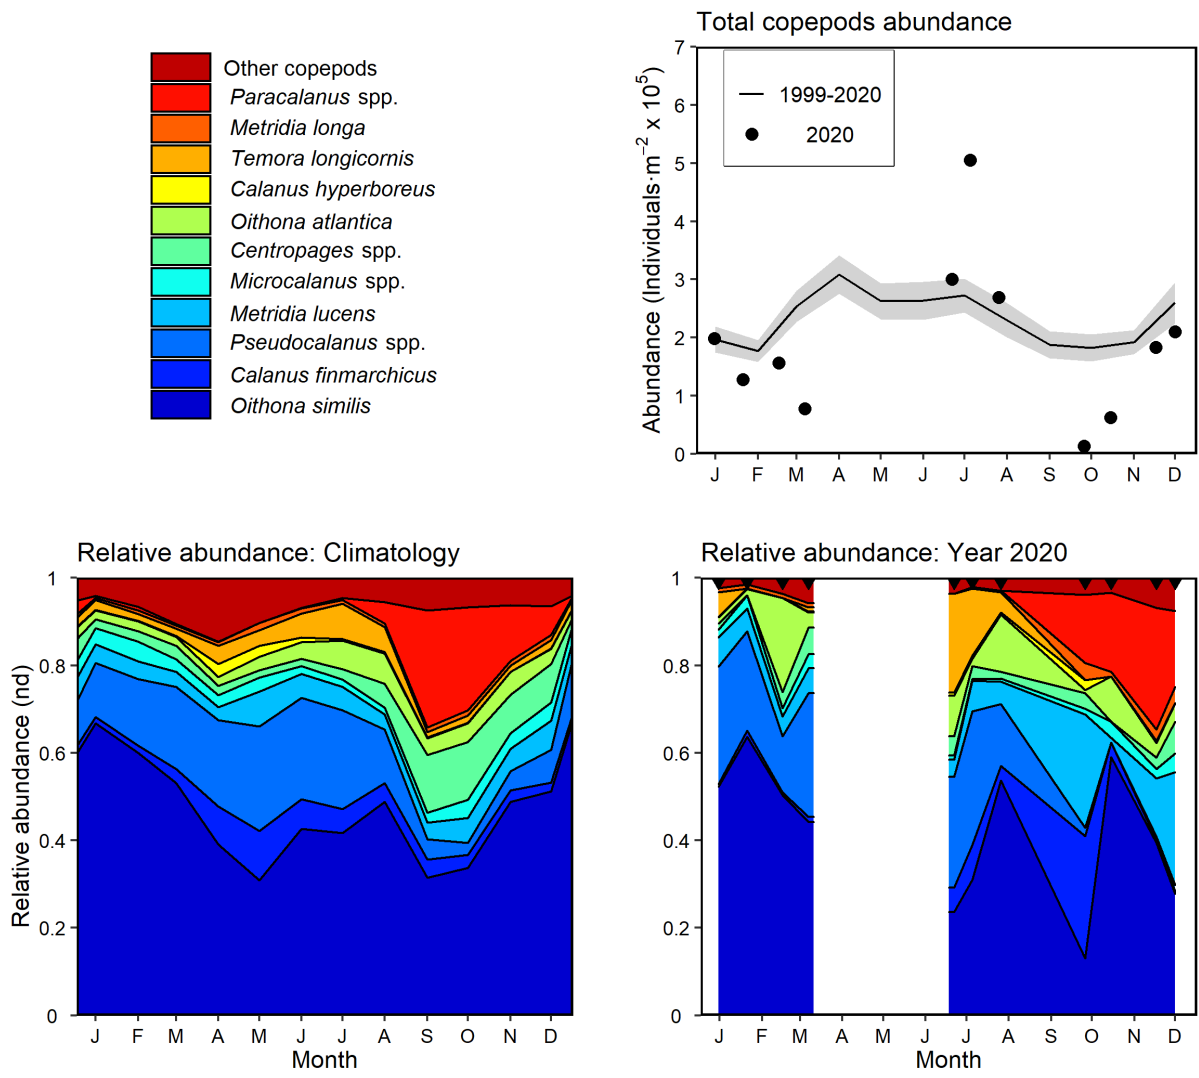 Total copepods abundance
Other copepods
Paracalanus spp.
Metridia longa
Temora longicornis
Calanus hyperboreus
Oithona atlantica
Centropages spp.
Microcalanus spp.
Metridia lucens
Pseudocalanus spp.
Calanus finmarchicus
Oithona similis
Abundance (Individuals·m−2 x 10^5)
7
6
5
4
3
2
1
0
1999-2020
2020
J F M A M J J A S O N D
Relative abundance: Climatology
Relative abundance (nd)
1
0.8
0.6
0.4
0.2
0
J F M A M J J A S O N D
Month
Relative abundance: Year 2020
1
0.8
0.6
0.4
0.2
0
J F M A M J J A S O N D
Month